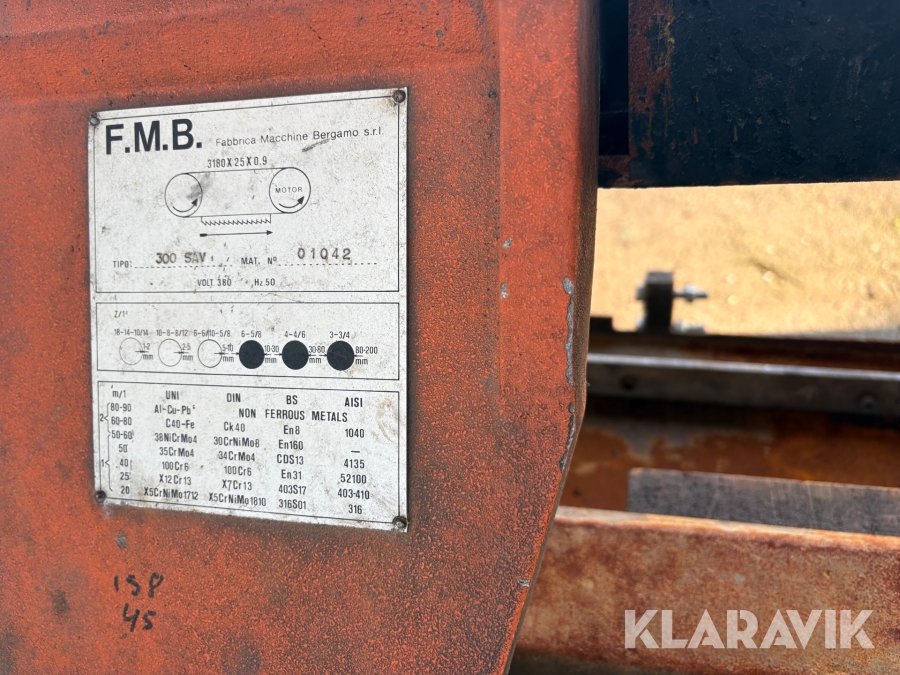 F.M.B. Fabbrica Macchine Bergamo s.r.l.
3180X25X0,9
MOTOR
TIPO: 300 SAV MAT. Nº 01042
VOLT 380 Hz 50
Z/1"
18-14-10/14 10-8-8/12 6-6/10-5/8 6-5/8 4-4/6 3-3/4
1-2 mm 2-5 mm 5-10 mm 10-30 mm 30-80 mm 80-200 mm
m/1 UNI DIN BS AISI
80-90 Al-Cu-Pb NON FERROUS METALS
60-80 C40-Fe Ck40 En8 1040
2 50-60 38NiCrMo4 30CrNiMo8 En160 —
50 35CrMo4 34CrMo4 CDS13 4135
1 40 100Cr6 100Cr6 En31 52100
25 X12Cr13 X7Cr13 403S17 403-410
20 X5CrNiMo1712 X5CrNiMo1810 316S01 316
158
45
KLARAVIK